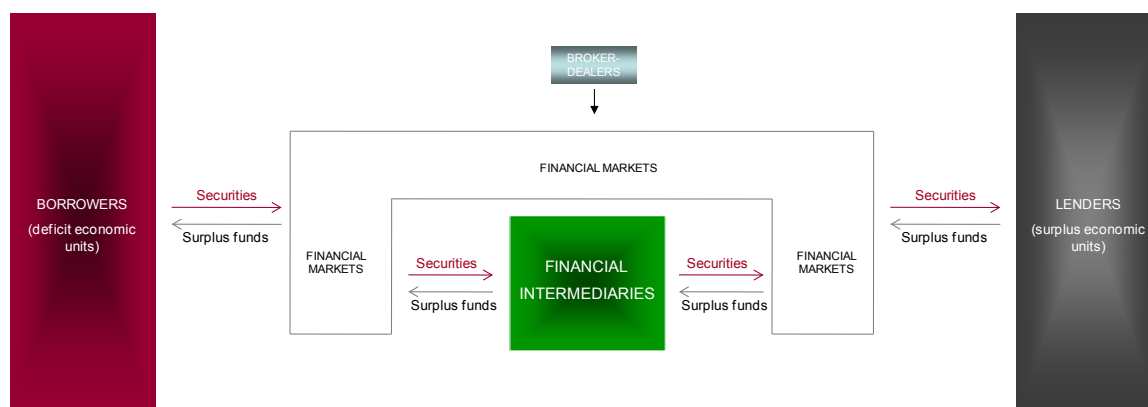 BROKER-
DEALERS
FINANCIAL MARKETS
BORROWERS
(deficit economic
units)
Securities
Surplus funds
FINANCIAL
MARKETS
Securities
Surplus funds
FINANCIAL
INTERMEDIARIES
Securities
Surplus funds
FINANCIAL
MARKETS
Securities
Surplus funds
LENDERS
(surplus economic
units)